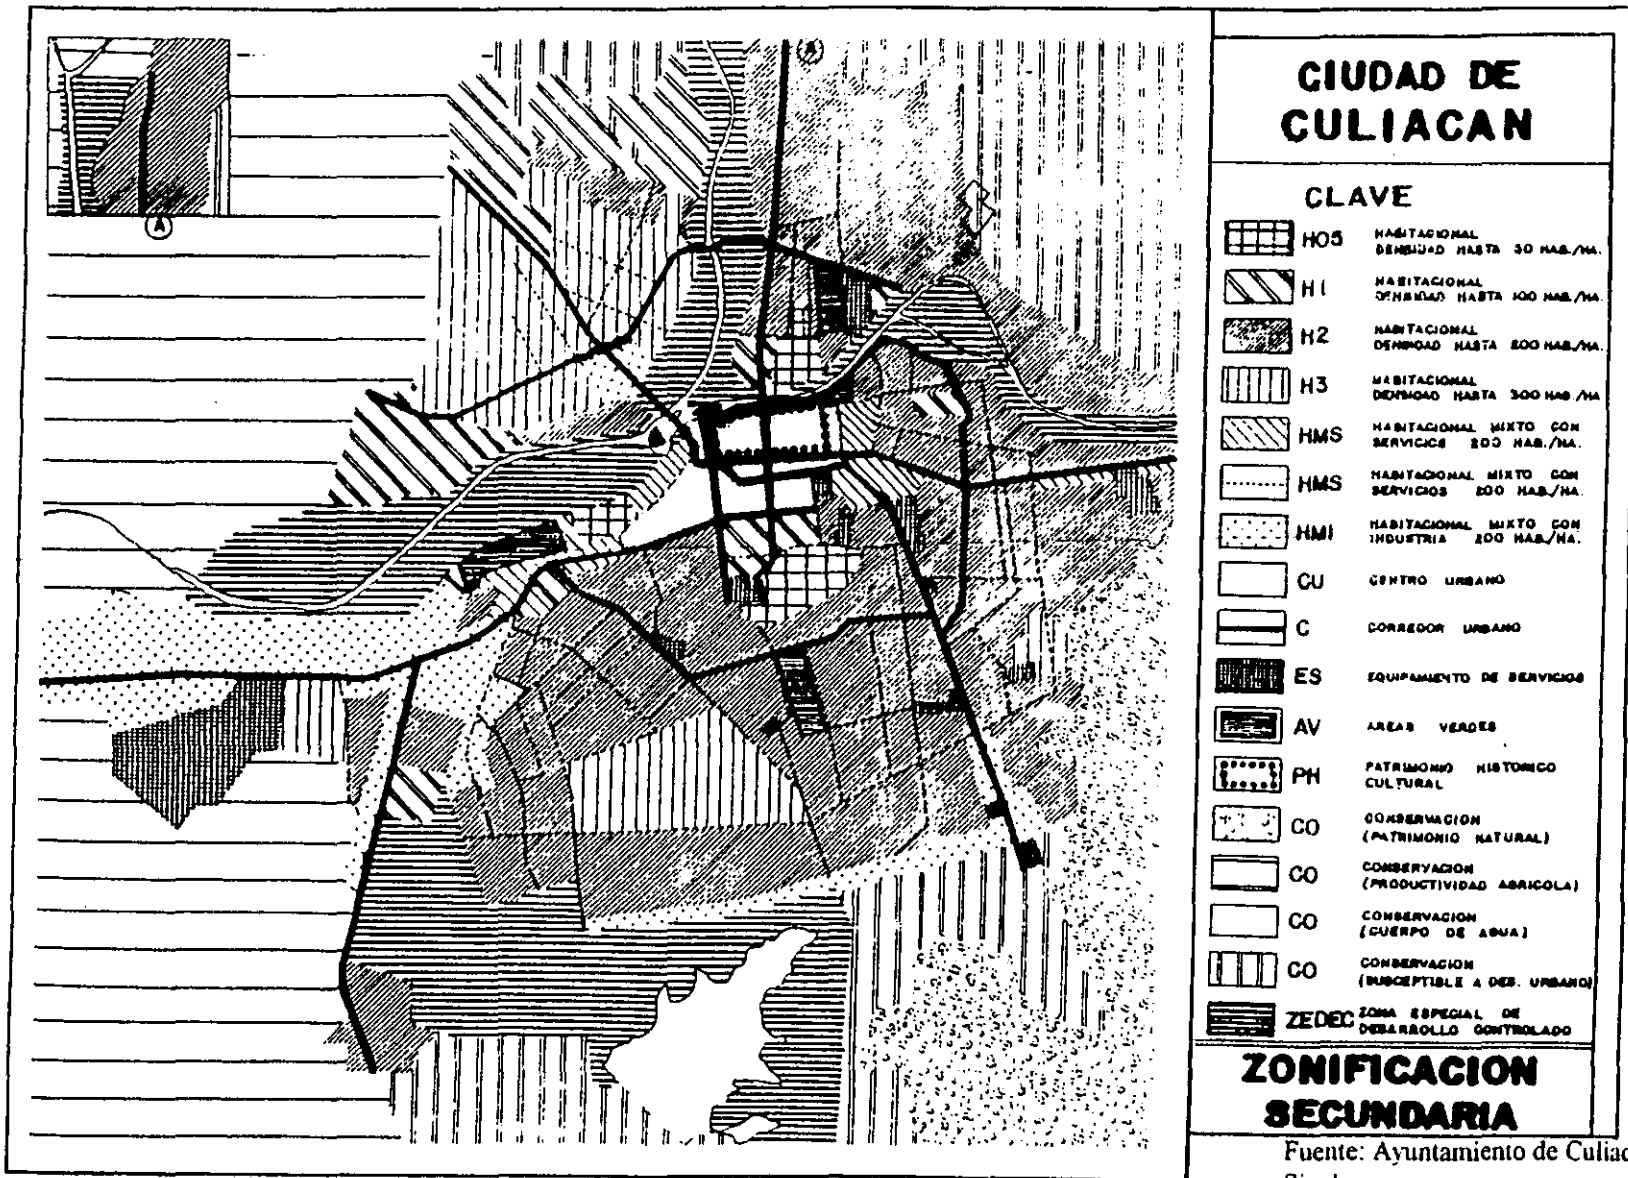 A
A
CIUDAD DE
CULIACAN
CLAVE
H05 HABITACIONAL
DENSIDAD HASTA 50 HAB./HA.
H1 HABITACIONAL
DENSIDAD HASTA 100 HAB./HA.
H2 HABITACIONAL
DENSIDAD HASTA 200 HAB./HA.
H3 HABITACIONAL
DENSIDAD HASTA 300 HAB./HA
HMS HABITACIONAL MIXTO CON
SERVICIOS 200 HAB./HA.
HMS HABITACIONAL MIXTO CON
SERVICIOS 200 HAB./HA.
HMI HABITACIONAL MIXTO CON
INDUSTRIA 200 HAB./HA.
CU CENTRO URBANO
C CORREDOR URBANO
ES EQUIPAMIENTO DE SERVICIOS
AV AREAS VERDES
PH PATRIMONIO HISTORICO
CULTURAL
CO CONSERVACION
(PATRIMONIO NATURAL)
CO CONSERVACION
(PRODUCTIVIDAD AGRICOLA)
CO CONSERVACION
(CUERPO DE AGUA)
CO CONSERVACION
(SUSCEPTIBLE A DES. URBANO)
ZEDEC ZONA ESPECIAL DE
DESARROLLO CONTROLADO
ZONIFICACION
SECUNDARIA
Fuente: Ayuntamiento de Culiac